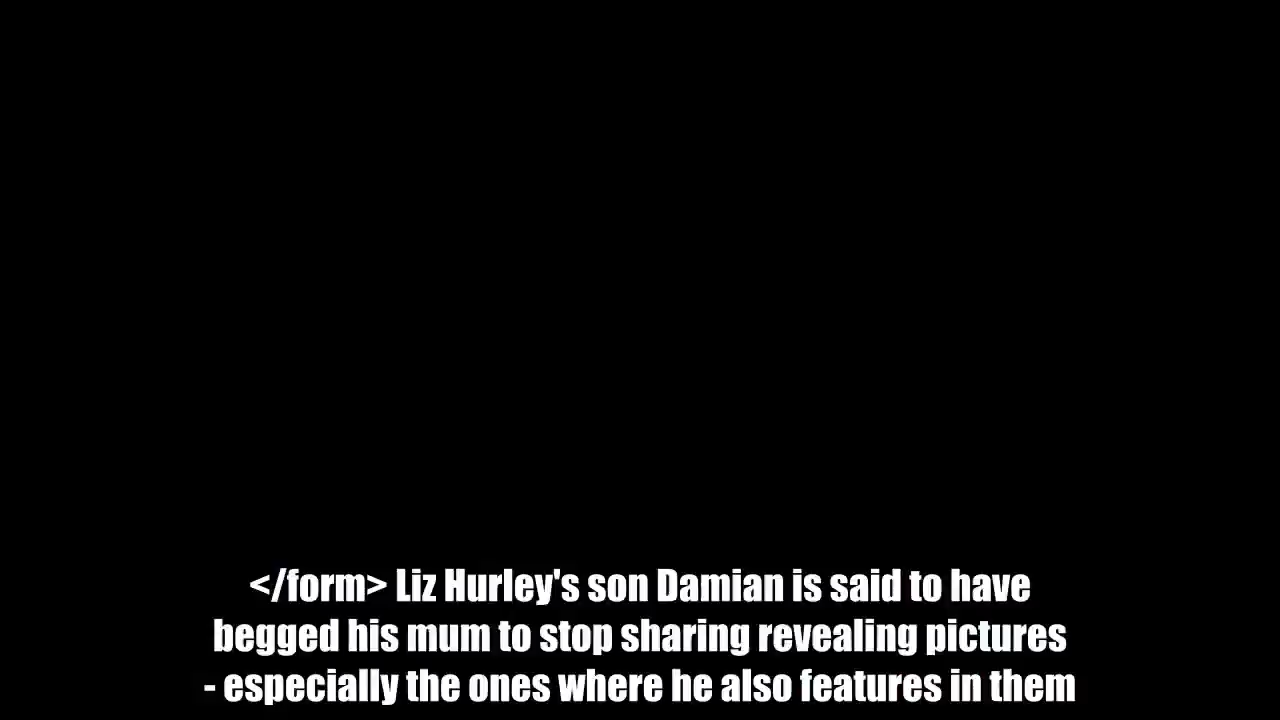 </form> Liz Hurley's son Damian is said to have
begged his mum to stop sharing revealing pictures
- especially the ones where he also features in them